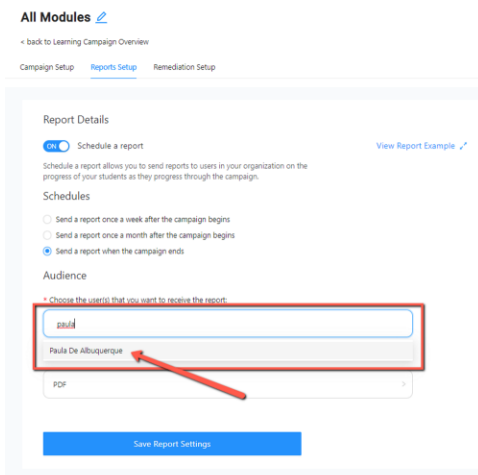 All Modules
< back to Learning Campaign Overview
Campaign Setup Reports Setup Remediation Setup
Report Details
ON Schedule a report View Report Example
Schedule a report allows you to send reports to users in your organization on the
progress of your students as they progress through the campaign.
Schedules
Send a report once a week after the campaign begins
Send a report once a month after the campaign begins
Send a report when the campaign ends
Audience
* Choose the user(s) that you want to receive the report:
paula
Paula De Albuquerque
PDF
Save Report Settings